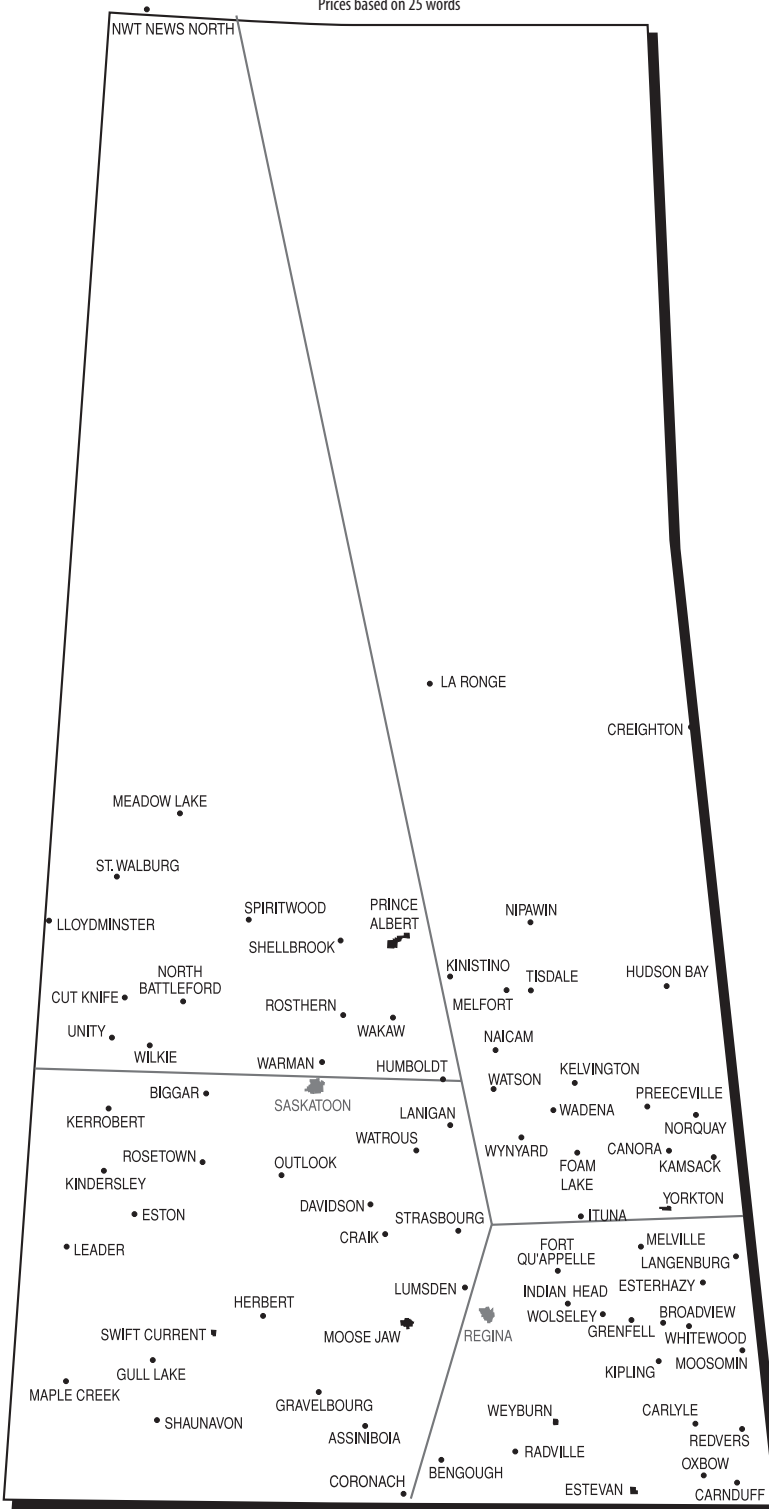 Prices based on 25 words
NWT NEWS NORTH
LA RONGE
CREIGHTON
MEADOW LAKE
ST. WALBURG
LLOYDMINSTER
SPIRITWOOD
PRINCE
ALBERT
SHELLBROOK
NIPAWIN
KINISTINO
TISDALE
HUDSON BAY
MELFORT
NORTH
BATTLEFORD
CUT KNIFE
ROSTHERN
WAKAW
UNITY
WILKIE
NAICAM
WARMAN
HUMBOLDT
WATSON
KELVINGTON
BIGGAR
SASKATOON
PREECEVILLE
KERROBERT
LANIGAN
WADENA
NORQUAY
WATROUS
WYNYARD
CANORA
ROSETOWN
OUTLOOK
FOAM
LAKE
KAMSACK
KINDERSLEY
YORKTON
DAVIDSON
ESTON
STRASBOURG
ITUNA
CRAIK
LEADER
FORT
QU'APPELLE
MELVILLE
LANGENBURG
LUMSDEN
INDIAN HEAD
ESTERHAZY
HERBERT
WOLSELEY
BROADVIEW
SWIFT CURRENT
MOOSE JAW
REGINA
GRENFELL
WHITEWOOD
GULL LAKE
KIPLING
MOOSOMIN
MAPLE CREEK
GRAVELBOURG
WEYBURN
CARLYLE
SHAUNAVON
ASSINIBOIA
REDVERS
RADVILLE
OXBOW
BENGOUGH
CORONACH
ESTEVAN
CARNDUFF